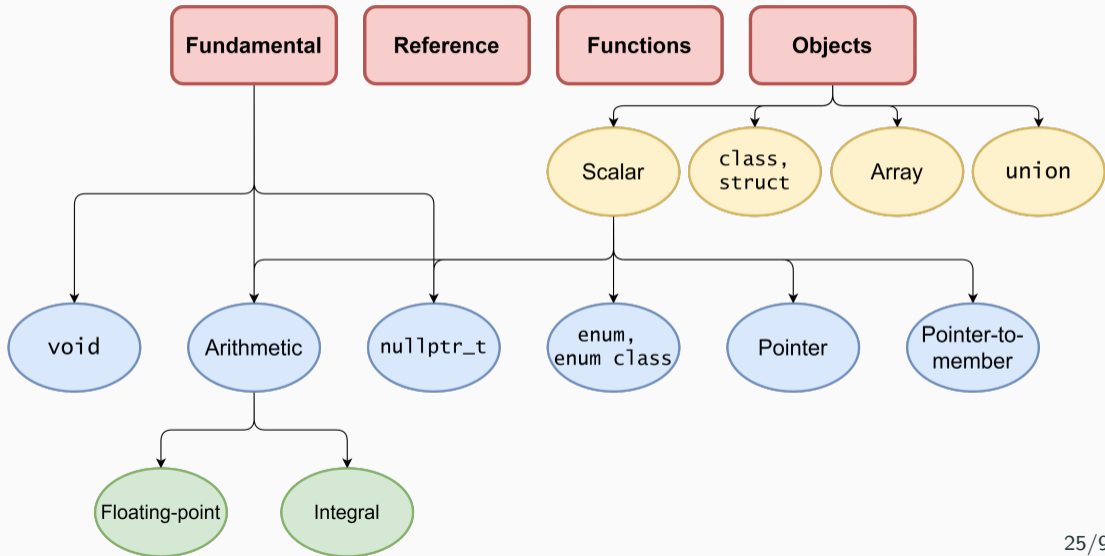 Fundamental
Reference
Functions
Objects
Scalar
class,
struct
Array
union
void
Arithmetic
nullptr_t
enum,
enum class
Pointer
Pointer-to-
member
Floating-point
Integral
25/9